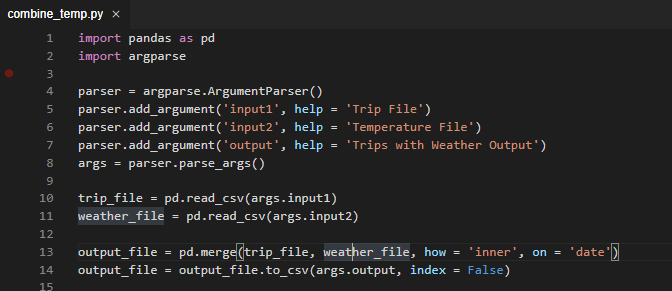 combine_temp.py ×
1 import pandas as pd
2 import argparse
3
4 parser = argparse.ArgumentParser()
5 parser.add_argument('input1', help = 'Trip File')
6 parser.add_argument('input2', help = 'Temperature File')
7 parser.add_argument('output', help = 'Trips with Weather Output')
8 args = parser.parse_args()
9
10 trip_file = pd.read_csv(args.input1)
11 weather_file = pd.read_csv(args.input2)
12
13 output_file = pd.merge(trip_file, weather_file, how = 'inner', on = 'date')
14 output_file = output_file.to_csv(args.output, index = False)
15